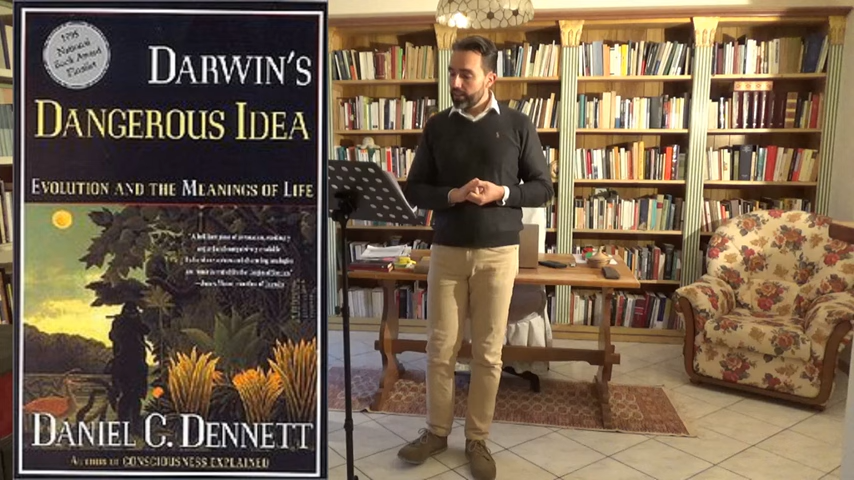 1995
National
Book Award
Finalist
DARWIN'S
DANGEROUS IDEA
EVOLUTION AND THE MEANINGS OF LIFE
DANIEL C. DENNETT
AUTHOR OF CONSCIOUSNESS EXPLAINED